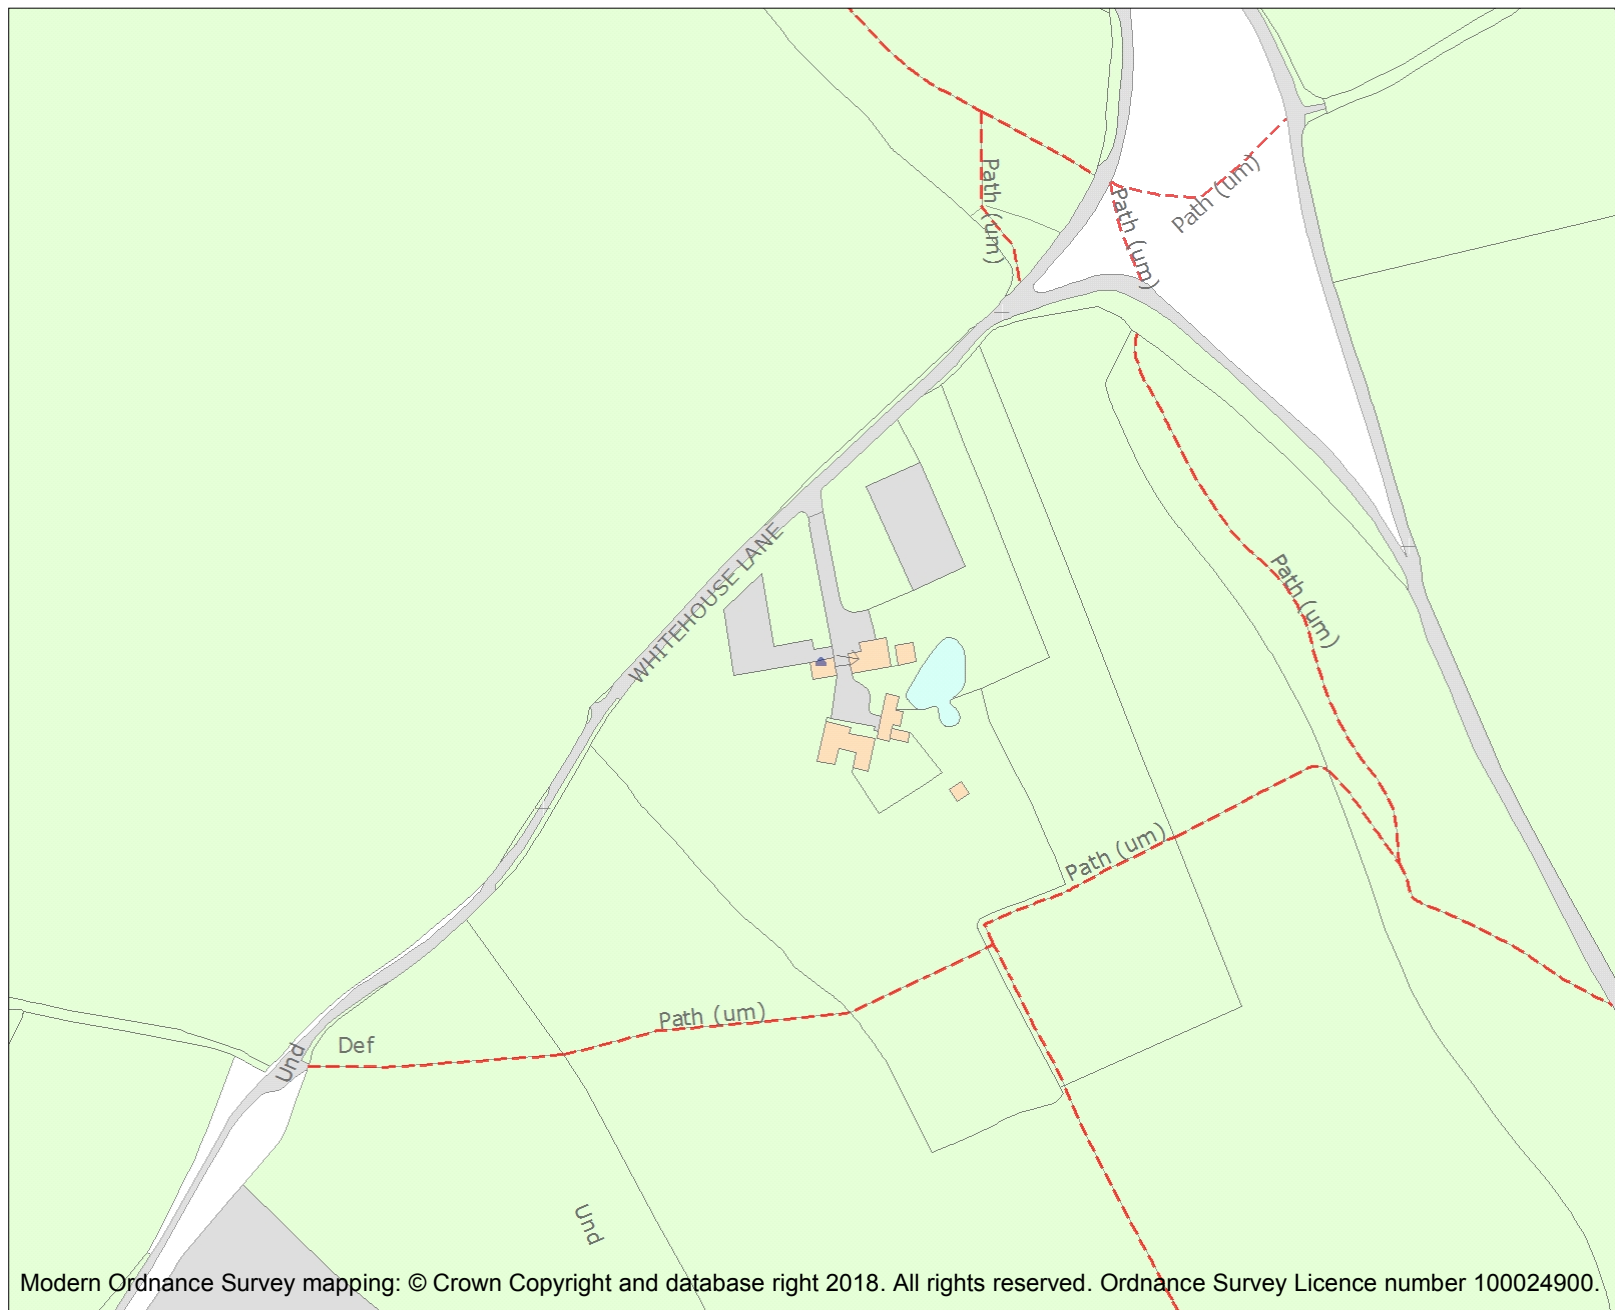 Path (um)
Path (um)
Path (um)
WHITEHOUSE LANE
Path (um)
Path (um)
Path (um)
Def
Und
Und
Modern Ordnance Survey mapping: © Crown Copyright and database right 2018. All rights reserved. Ordnance Survey Licence number 100024900.